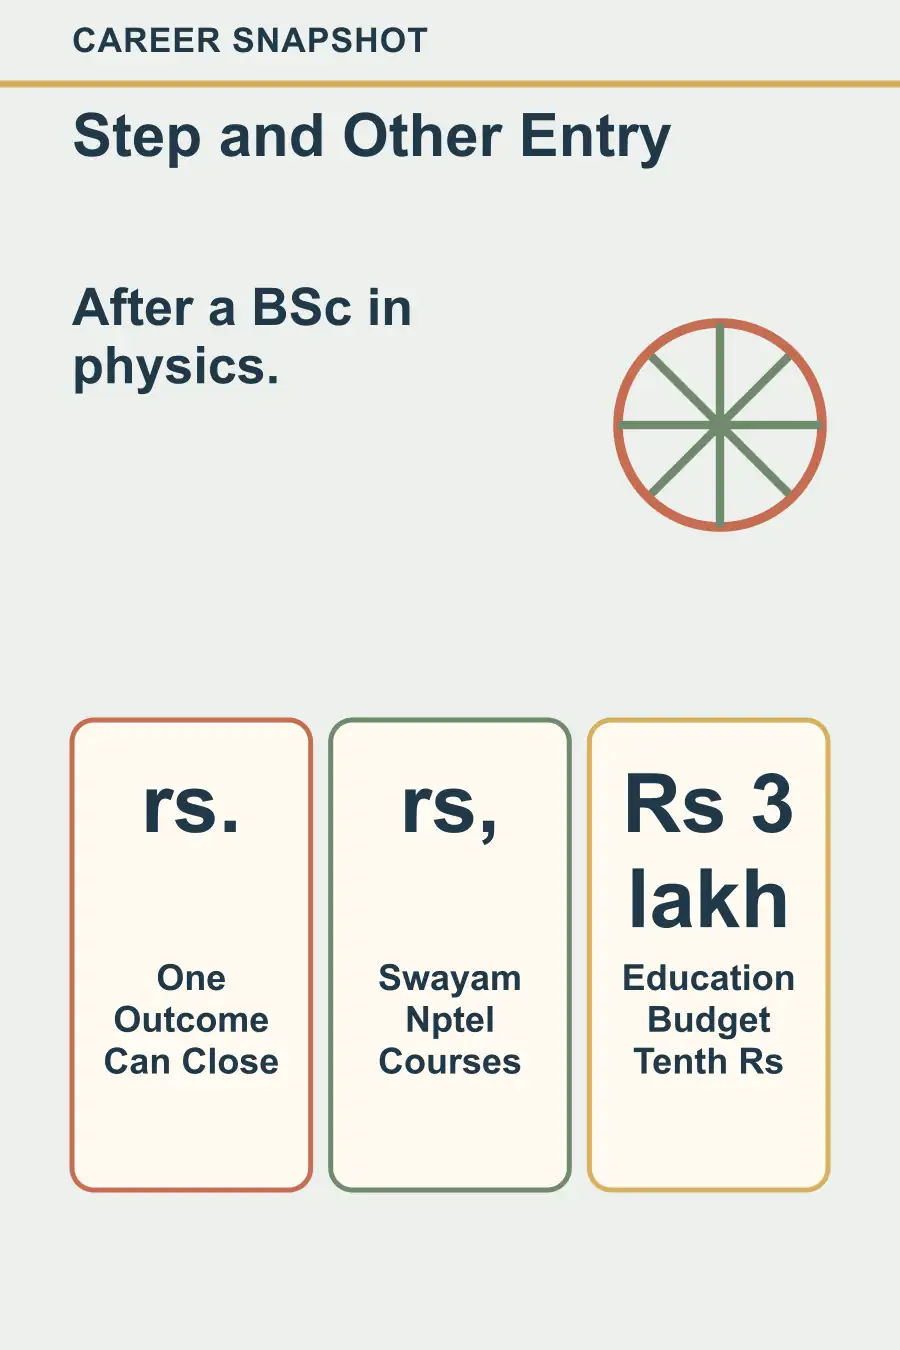 CAREER SNAPSHOT
Step and Other Entry
After a BSc in
physics.
rs.
One
Outcome
Can Close
rs,
Swayam
Nptel
Courses
Rs 3
lakh
Education
Budget
Tenth Rs